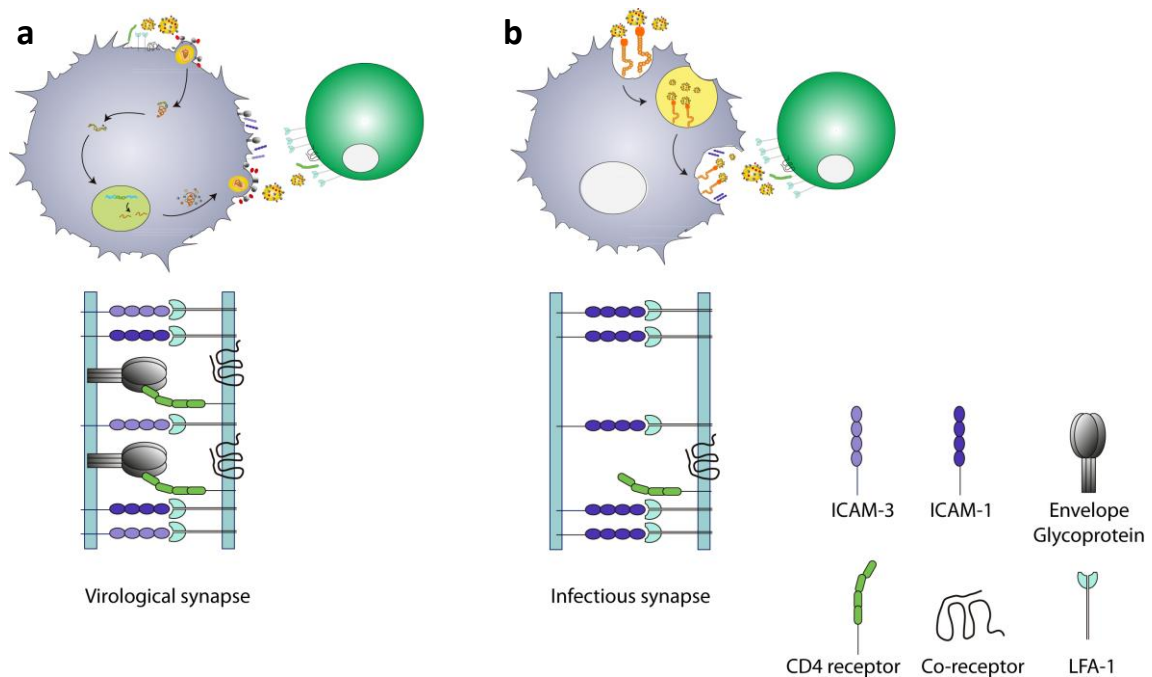 a
b
Virological synapse
Infectious synapse
ICAM-3
ICAM-1
Envelope
Glycoprotein
CD4 receptor
Co-receptor
LFA-1